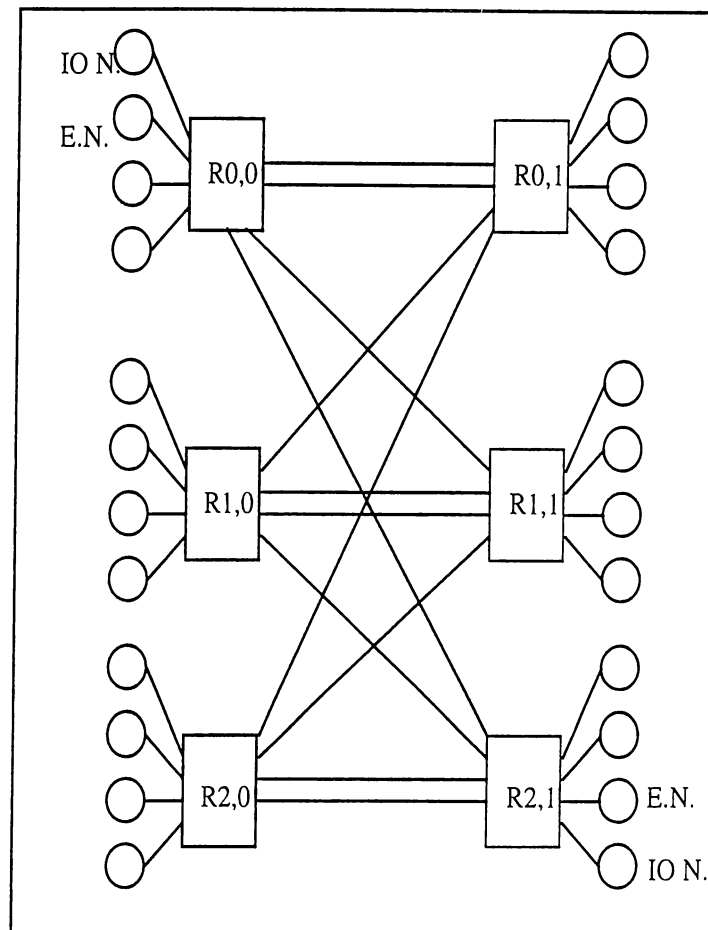 IO N.
E.N.
R0,0
R0,1
R1,0
R1,1
R2,0
R2,1
E.N.
IO N.